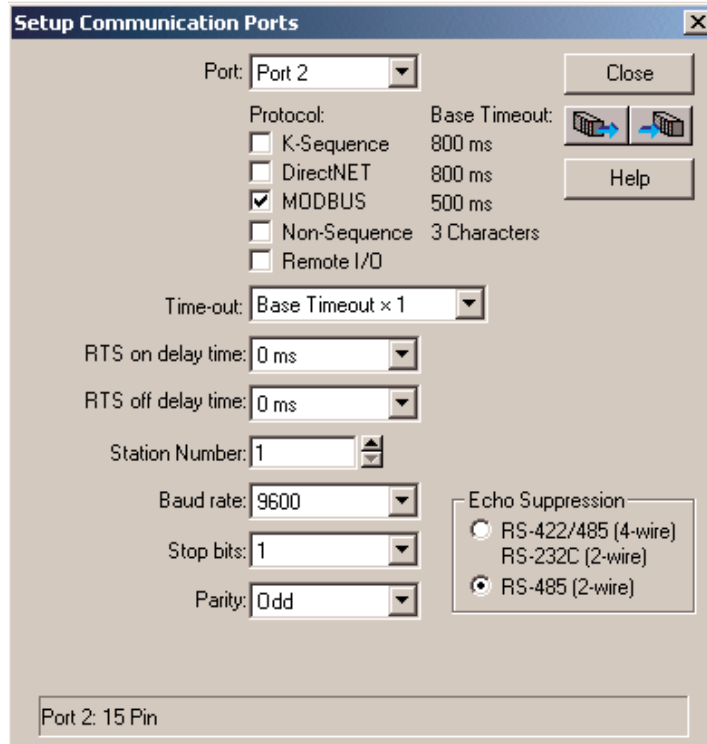 Setup Communication Ports
Port: Port 2
Close
Protocol: Base Timeout:
K-Sequence 800 ms
DirectNET 800 ms
MODBUS 500 ms
Help
Non-Sequence 3 Characters
Remote I/O
Time-out: Base Timeout × 1
RTS on delay time: 0 ms
RTS off delay time: 0 ms
Station Number: 1
Baud rate: 9600
Echo Suppression
RS-422/485 (4-wire)
RS-232C (2-wire)
Stop bits: 1
RS-485 (2-wire)
Parity: Odd
Port 2: 15 Pin